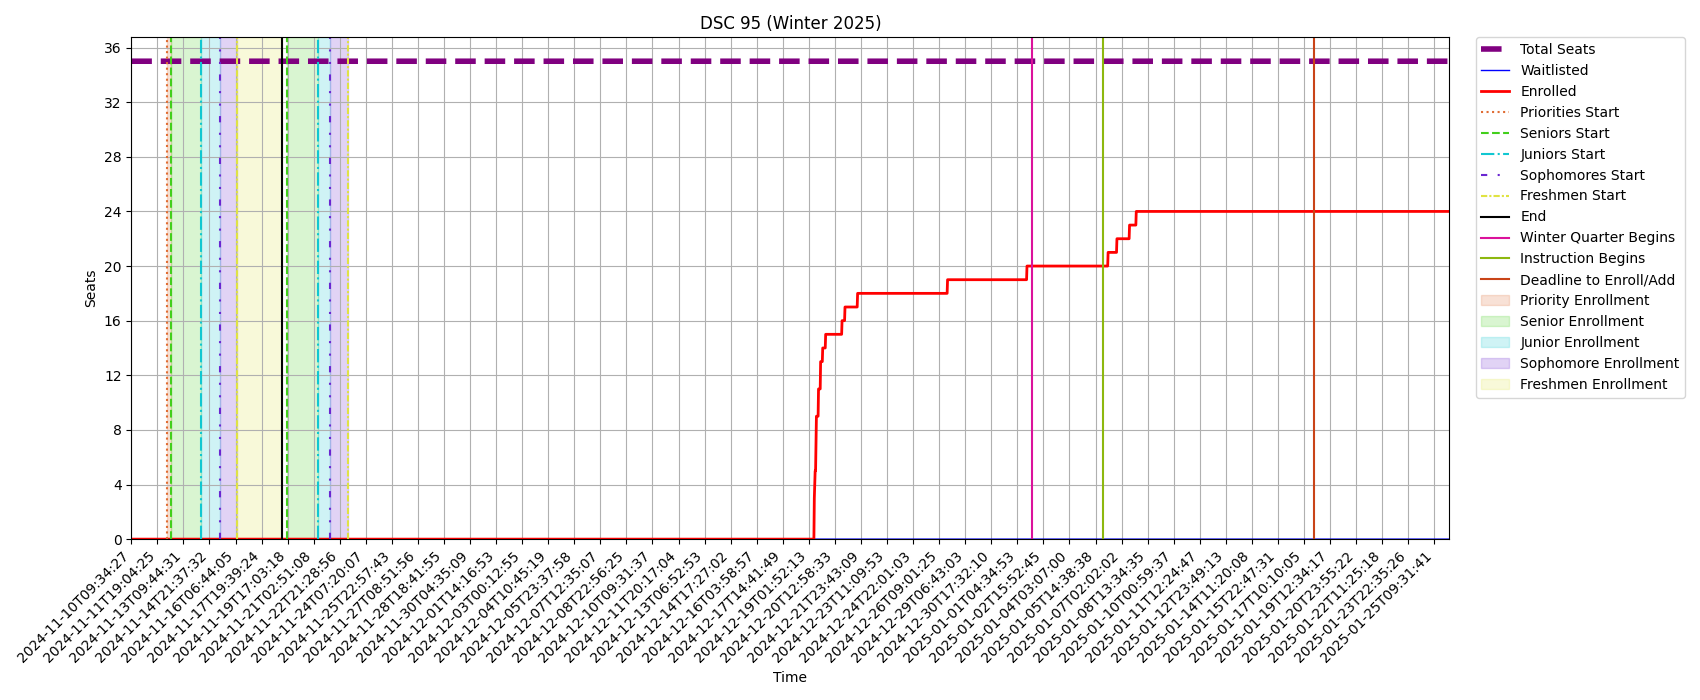 DSC 95 (Winter 2025)
Seats
36
32
28
24
20
16
12
8
4
0
2024-11-10T09:34:27
2024-11-11T19:04:25
2024-11-13T09:44:31
2024-11-14T21:37:32
2024-11-16T06:44:05
2024-11-17T19:39:24
2024-11-19T17:03:18
2024-11-21T02:51:08
2024-11-22T21:28:56
2024-11-24T07:20:07
2024-11-25T22:57:43
2024-11-27T08:51:56
2024-11-28T18:41:55
2024-11-30T04:35:09
2024-12-01T14:16:53
2024-12-03T00:12:55
2024-12-04T10:45:19
2024-12-05T23:37:58
2024-12-07T12:35:07
2024-12-08T22:56:25
2024-12-10T09:31:37
2024-12-11T20:17:04
2024-12-13T06:52:53
2024-12-14T17:27:02
2024-12-16T03:58:57
2024-12-17T14:41:49
2024-12-19T01:52:13
2024-12-20T12:58:33
2024-12-21T23:43:09
2024-12-23T11:09:53
2024-12-24T22:01:03
2024-12-26T09:01:25
2024-12-29T06:43:03
2024-12-30T17:32:10
2025-01-01T04:34:53
2025-01-02T15:52:45
2025-01-04T03:07:00
2025-01-05T14:38:38
2025-01-07T02:02:02
2025-01-08T13:34:35
2025-01-10T00:59:37
2025-01-11T12:24:47
2025-01-12T23:49:13
2025-01-14T11:20:08
2025-01-15T22:47:31
2025-01-17T10:10:05
2025-01-19T12:34:17
2025-01-20T23:55:22
2025-01-22T11:25:18
2025-01-23T22:35:26
2025-01-25T09:31:41
Time
Total Seats
Waitlisted
Enrolled
Priorities Start
Seniors Start
Juniors Start
Sophomores Start
Freshmen Start
End
Winter Quarter Begins
Instruction Begins
Deadline to Enroll/Add
Priority Enrollment
Senior Enrollment
Junior Enrollment
Sophomore Enrollment
Freshmen Enrollment